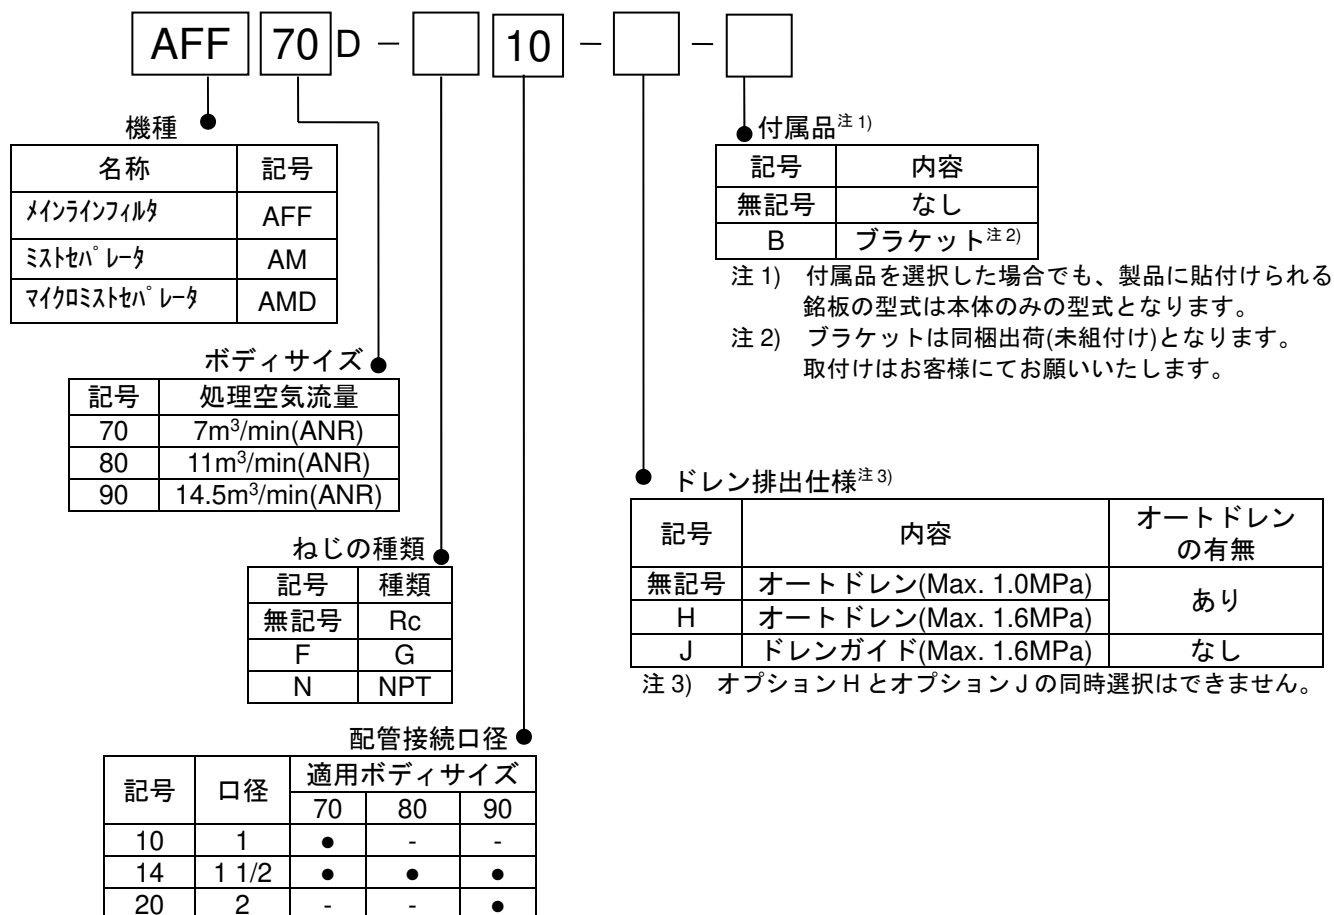 AFF 70 D － 10 － －
機種
名称 記号
ﾒｲﾝﾗｲﾝﾌｨﾙﾀ AFF
ﾐｽﾄｾﾊﾟﾚｰﾀ AM
ﾏｲｸﾛﾐｽﾄｾﾊﾟﾚｰﾀ AMD
付属品注 1)
記号 内容
無記号 なし
B ブラケット注 2)
注 1) 付属品を選択した場合でも、製品に貼付けられる
銘板の型式は本体のみの型式となります。
注 2) ブラケットは同梱出荷(未組付け)となります。
取付けはお客様にてお願いいたします。
ボディサイズ
記号 処理空気流量
70 7m³/min(ANR)
80 11m³/min(ANR)
90 14.5m³/min(ANR)
ドレン排出仕様注 3)
記号 内容 オートドレン
の有無
無記号 オートドレン(Max. 1.0MPa) あり
H オートドレン(Max. 1.6MPa)
J ドレンガイド(Max. 1.6MPa) なし
注 3) オプション H とオプション J の同時選択はできません。
ねじの種類
記号 種類
無記号 Rc
F G
N NPT
配管接続口径
記号 口径 適用ボディサイズ
70 80 90
10 1 ● - -
14 1 1/2 ● ● ●
20 2 - - ●